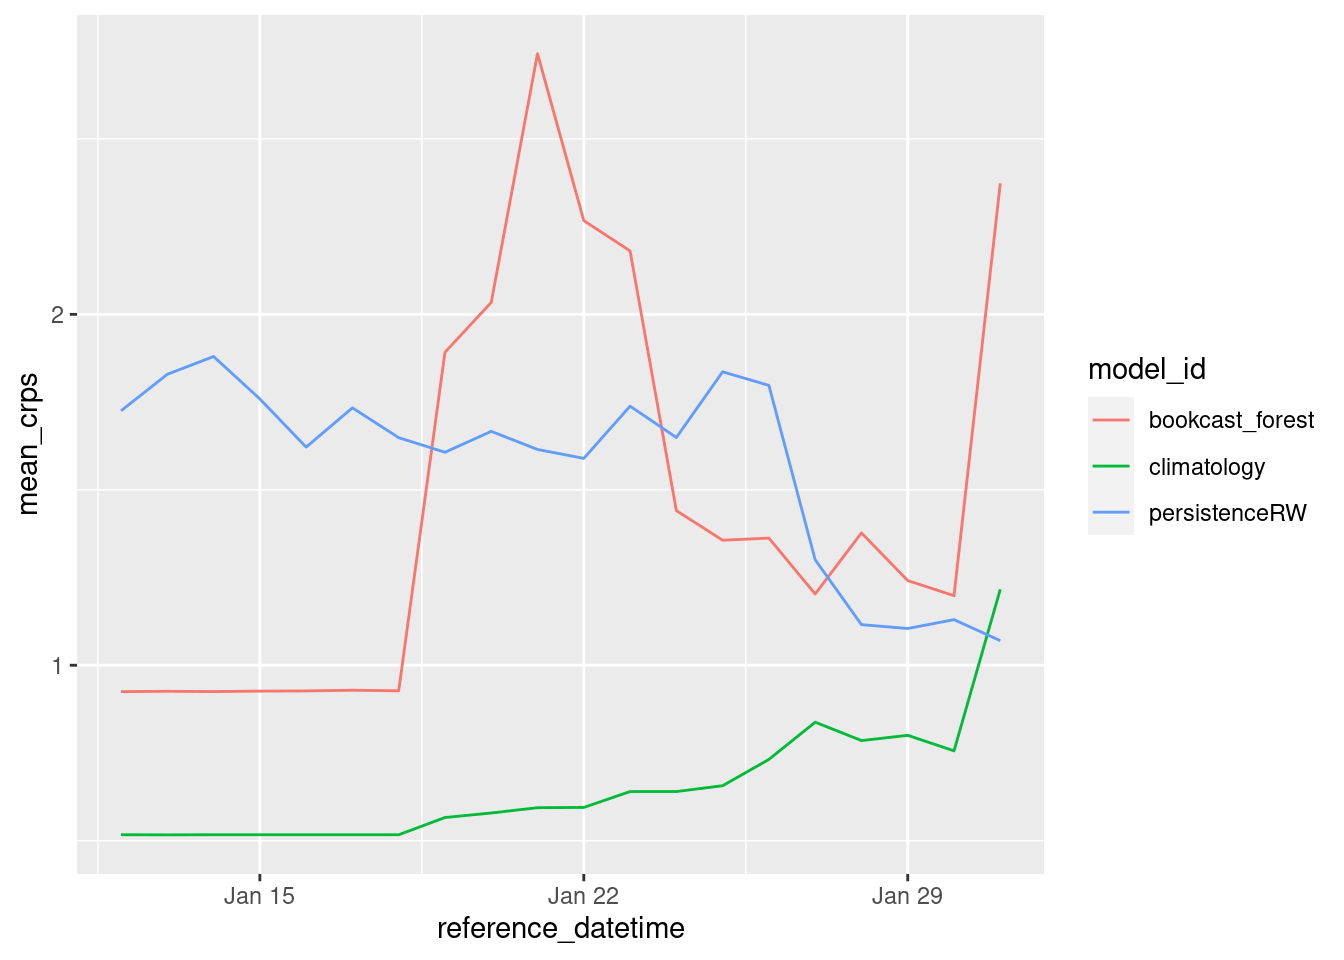 2
1
mean_crps
Jan 15
Jan 22
Jan 29
reference_datetime
model_id
bookcast_forest
climatology
persistenceRW